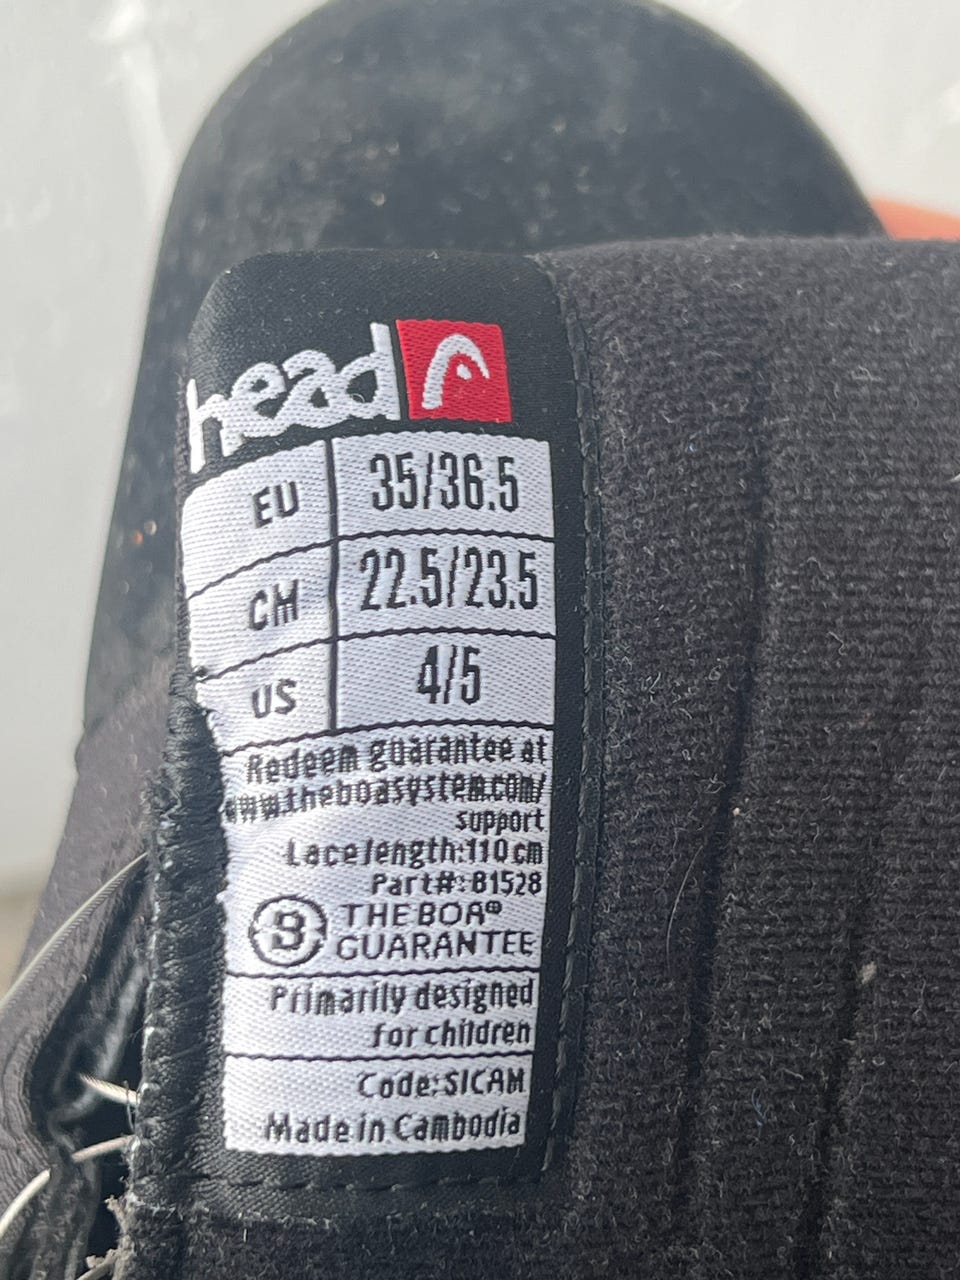 head
EU 35/36.5
CM 22.5/23.5
US 4/5
Redeem guarantee at
www.theboasystem.com/
support
Lace length:110 cm
Part#: B1528
THE BOA®
GUARANTEE
Primarily designed
for children
Code: SICAM
Made in Cambodia